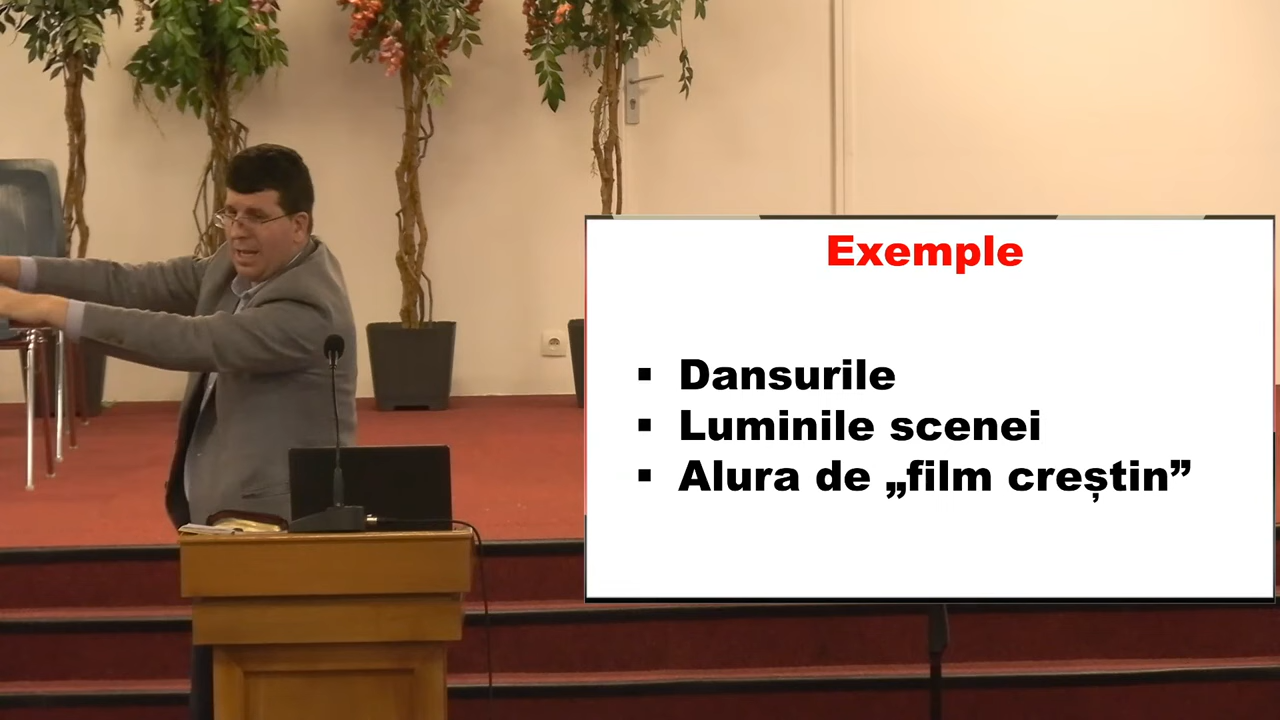 Exemple
▪ Dansurile
▪ Luminile scenei
▪ Alura de „film creștin”